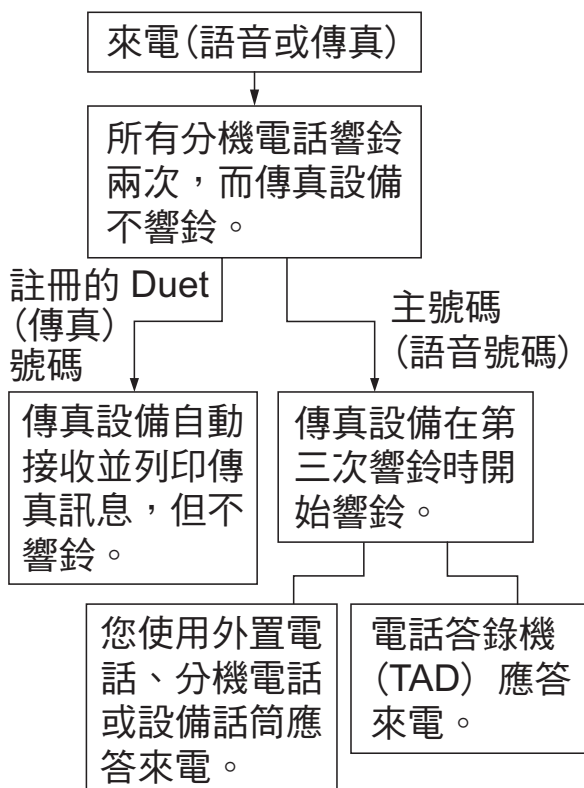 來電(語音或傳真)
所有分機電話響鈴
兩次，而傳真設備
不響鈴。
註冊的 Duet
(傳真)
號碼
主號碼
(語音號碼)
傳真設備自動
接收並列印傳
真訊息，但不
響鈴。
傳真設備在第
三次響鈴時開
始響鈴。
您使用外置電
話、分機電話
或設備話筒應
答來電。
電話答錄機
(TAD) 應答
來電。